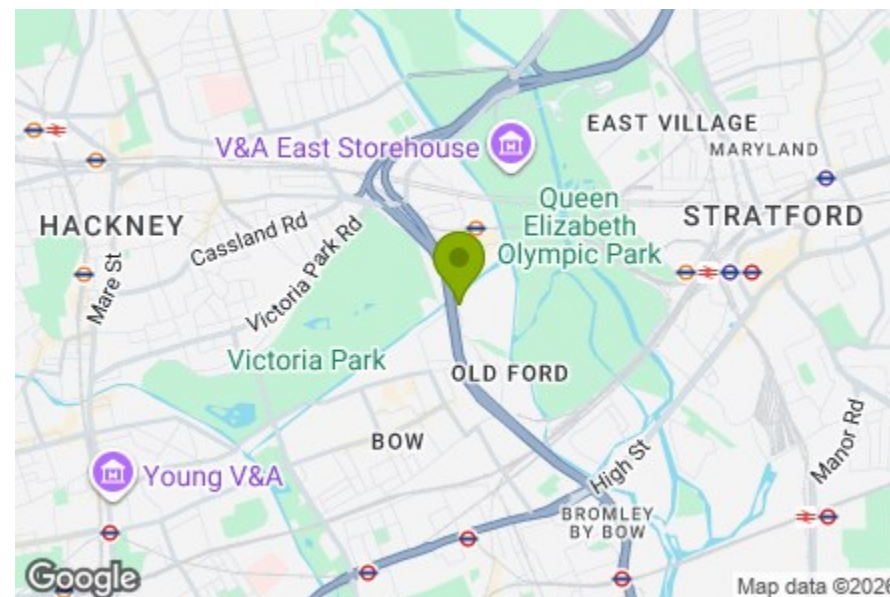 EAST VILLAGE
MARYLAND
V&A East Storehouse
Queen
Elizabeth
Olympic Park
STRATFORD
HACKNEY
Cassland Rd
Victoria Park Rd
Mare St
Victoria Park
OLD FORD
BOW
Manor Rd
High St
Young V&A
BROMLEY
BY BOW
Google
Map data ©2026